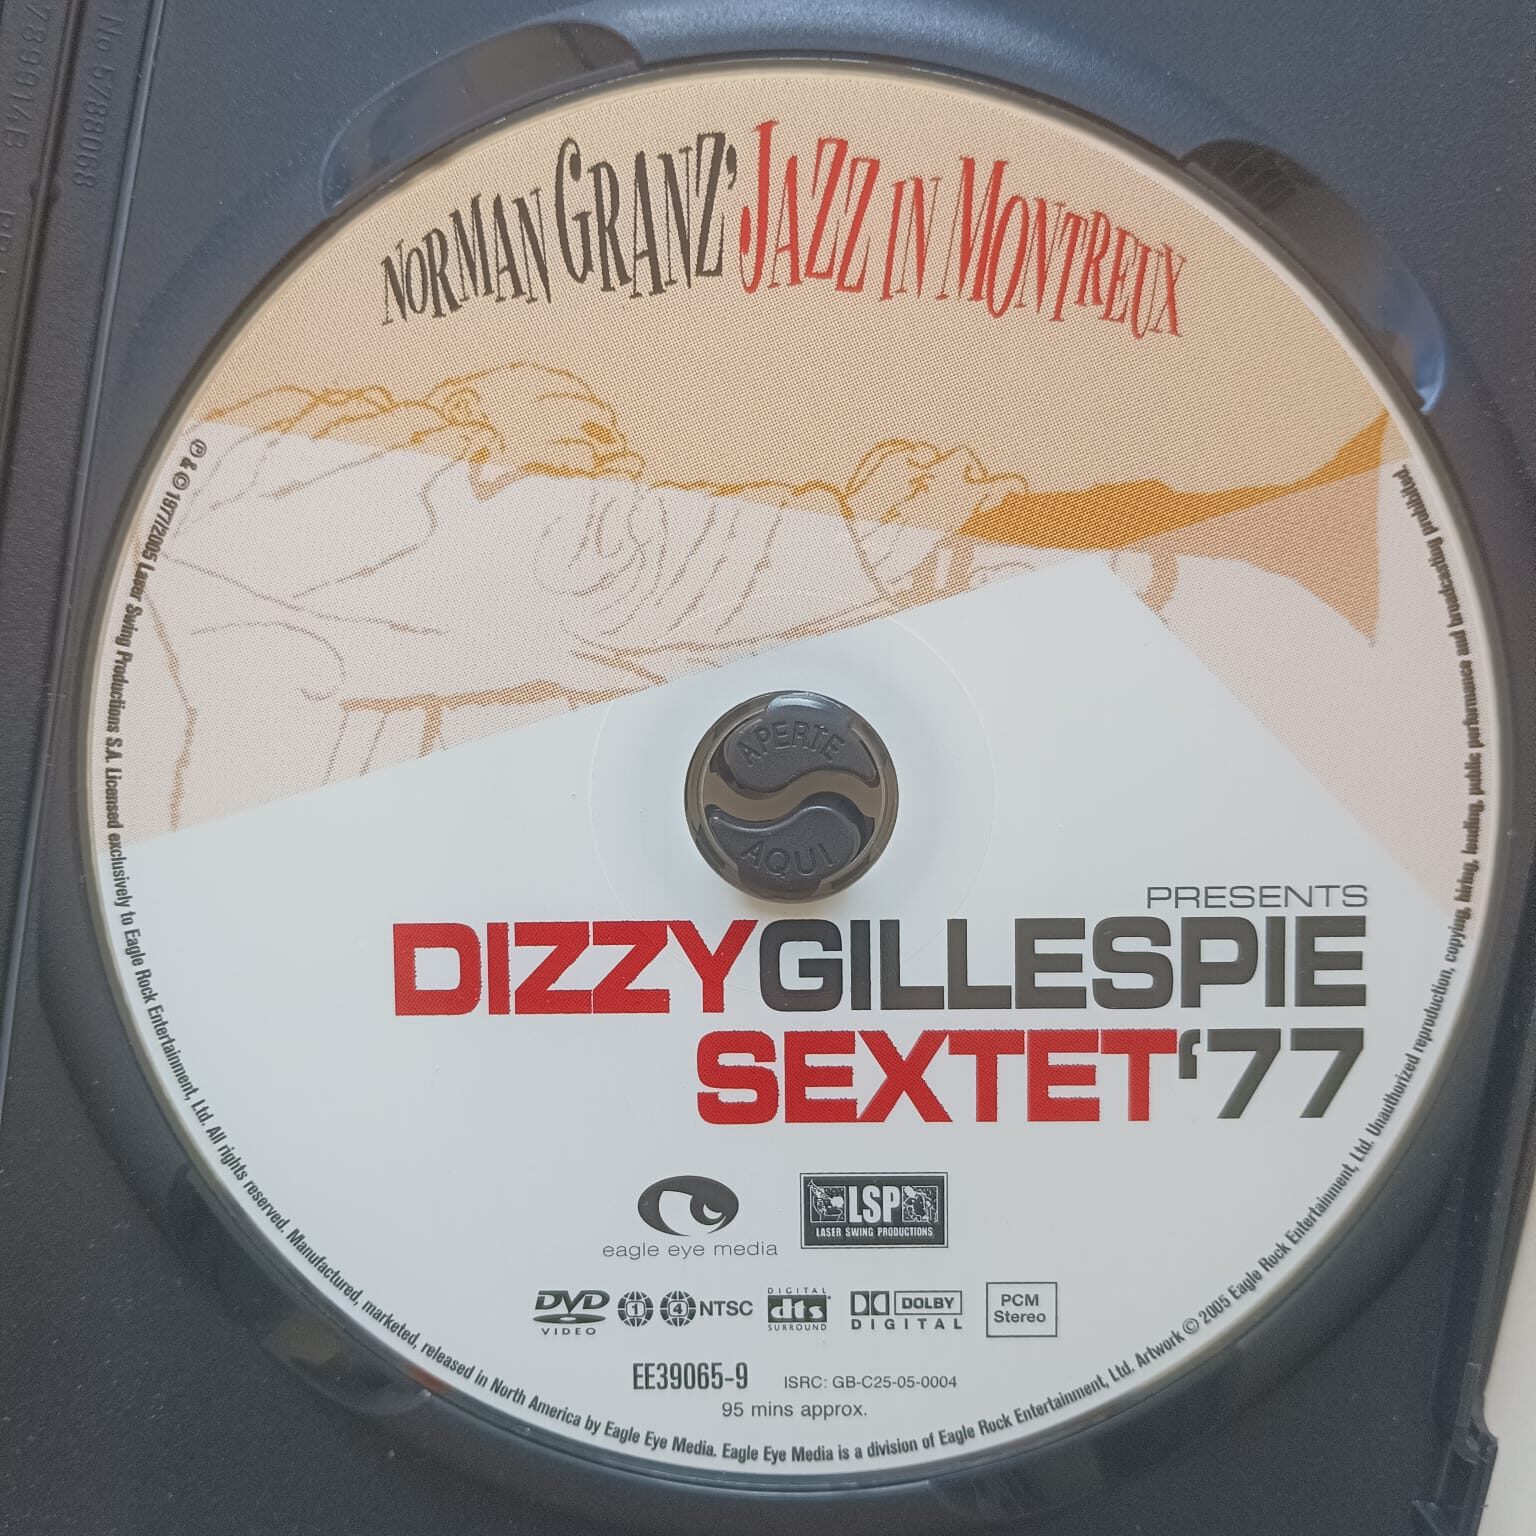 NORMAN GRANZ' JAZZ IN MONTREUX
PRESENTS
DIZZYGILLESPIE
SEXTET'77
APERTE
AQUI
eagle eye media
LSP
LASER SWING PRODUCTIONS
DVD
VIDEO
1
4
NTSC
DIGITAL
dts
SURROUND
DOLBY
DIGITAL
PCM
Stereo
EE39065-9
ISRC: GB-C25-05-0004
95 mins approx.
℗ & © 1977/2005 Laser Swing Productions S.A. Licensed exclusively to Eagle Rock Entertainment, Ltd. All rights reserved. Manufactured, marketed, released in North America by Eagle Eye Media. Eagle Eye Media is a division of Eagle Rock Entertainment, Ltd. Artwork © 2005 Eagle Rock Entertainment, Ltd. Unauthorized reproduction, copying, hiring, lending, public performance and broadcasting prohibited.
No 5788068